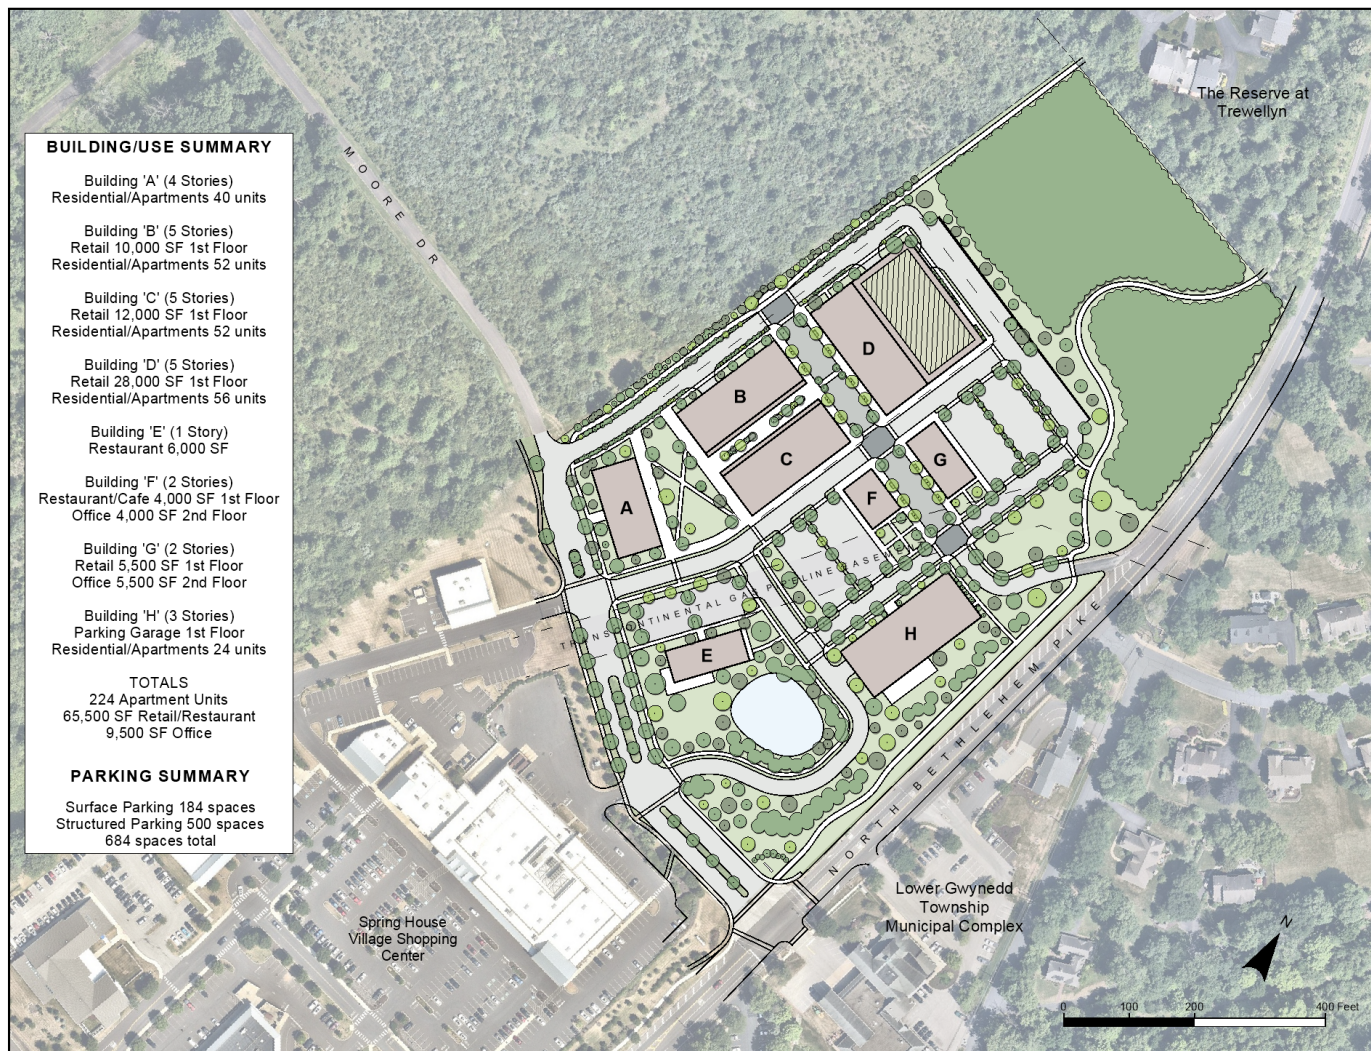 BUILDING/USE SUMMARY
Building 'A' (4 Stories)
Residential/Apartments 40 units
Building 'B' (5 Stories)
Retail 10,000 SF 1st Floor
Residential/Apartments 52 units
Building 'C' (5 Stories)
Retail 12,000 SF 1st Floor
Residential/Apartments 52 units
Building 'D' (5 Stories)
Retail 28,000 SF 1st Floor
Residential/Apartments 56 units
Building 'E' (1 Story)
Restaurant 6,000 SF
Building 'F' (2 Stories)
Restaurant/Cafe 4,000 SF 1st Floor
Office 4,000 SF 2nd Floor
Building 'G' (2 Stories)
Retail 5,500 SF 1st Floor
Office 5,500 SF 2nd Floor
Building 'H' (3 Stories)
Parking Garage 1st Floor
Residential/Apartments 24 units
TOTALS
224 Apartment Units
65,500 SF Retail/Restaurant
9,500 SF Office
PARKING SUMMARY
Surface Parking 184 spaces
Structured Parking 500 spaces
684 spaces total
MOORE DR
The Reserve at
Trewellyn
D
B
C
G
A
F
TRANSCONTINENTAL GAS PIPELINE EASEMENT
H
E
NORTH BETHLEHEM PIKE
Spring House
Village Shopping
Center
Lower Gwynedd
Township
Municipal Complex
N
0 100 200 400 Feet